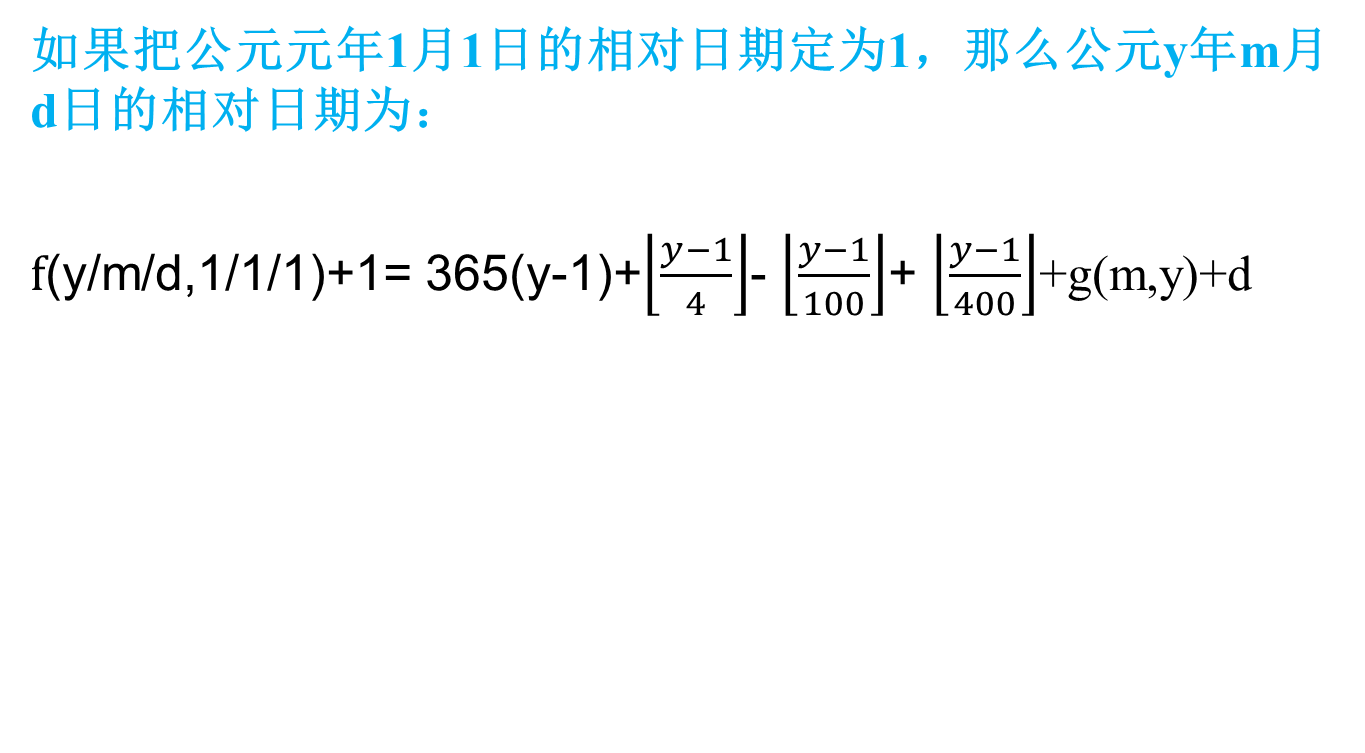 如果把公元元年1月1日的相对日期定为1，那么公元y年m月
d日的相对日期为：
f(y/m/d,1/1/1)+1= 365(y-1)+⌊(y−1)/4⌋- ⌊(y−1)/100⌋+ ⌊(y−1)/400⌋+g(m,y)+d